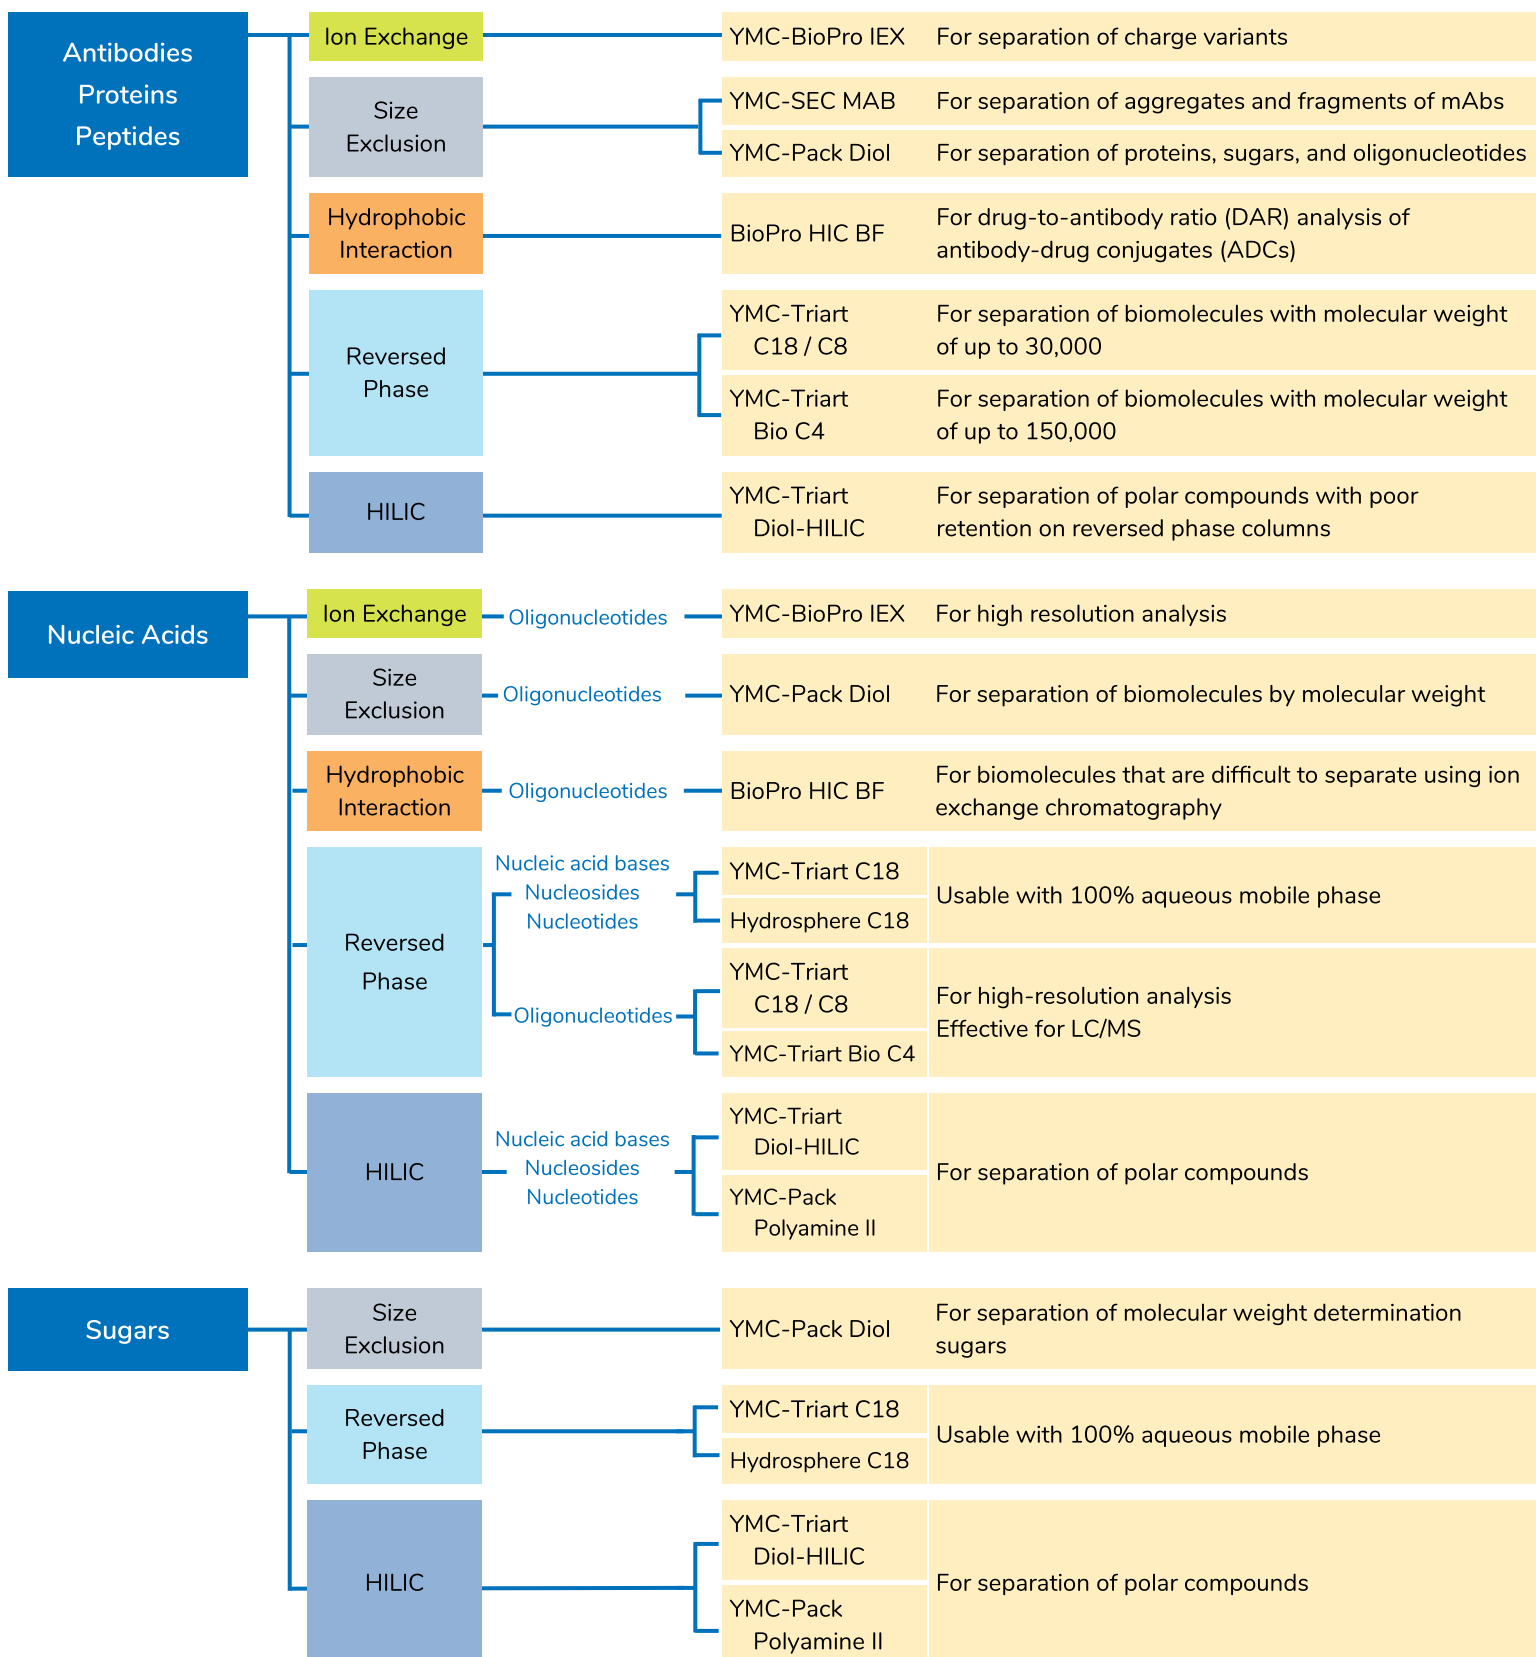 Antibodies
Proteins
Peptides
Ion Exchange
YMC-BioPro IEX
For separation of charge variants
Size
Exclusion
YMC-SEC MAB
For separation of aggregates and fragments of mAbs
YMC-Pack Diol
For separation of proteins, sugars, and oligonucleotides
Hydrophobic
Interaction
BioPro HIC BF
For drug-to-antibody ratio (DAR) analysis of
antibody-drug conjugates (ADCs)
Reversed
Phase
YMC-Triart
C18 / C8
For separation of biomolecules with molecular weight
of up to 30,000
YMC-Triart
Bio C4
For separation of biomolecules with molecular weight
of up to 150,000
HILIC
YMC-Triart
Diol-HILIC
For separation of polar compounds with poor
retention on reversed phase columns
Nucleic Acids
Ion Exchange
Oligonucleotides
YMC-BioPro IEX
For high resolution analysis
Size
Exclusion
Oligonucleotides
YMC-Pack Diol
For separation of biomolecules by molecular weight
Hydrophobic
Interaction
Oligonucleotides
BioPro HIC BF
For biomolecules that are difficult to separate using ion
exchange chromatography
Reversed
Phase
Nucleic acid bases
Nucleosides
Nucleotides
YMC-Triart C18
Hydrosphere C18
Usable with 100% aqueous mobile phase
Oligonucleotides
YMC-Triart
C18 / C8
YMC-Triart Bio C4
For high-resolution analysis
Effective for LC/MS
HILIC
Nucleic acid bases
Nucleosides
Nucleotides
YMC-Triart
Diol-HILIC
YMC-Pack
Polyamine II
For separation of polar compounds
Sugars
Size
Exclusion
YMC-Pack Diol
For separation of molecular weight determination
sugars
Reversed
Phase
YMC-Triart C18
Hydrosphere C18
Usable with 100% aqueous mobile phase
HILIC
YMC-Triart
Diol-HILIC
YMC-Pack
Polyamine II
For separation of polar compounds